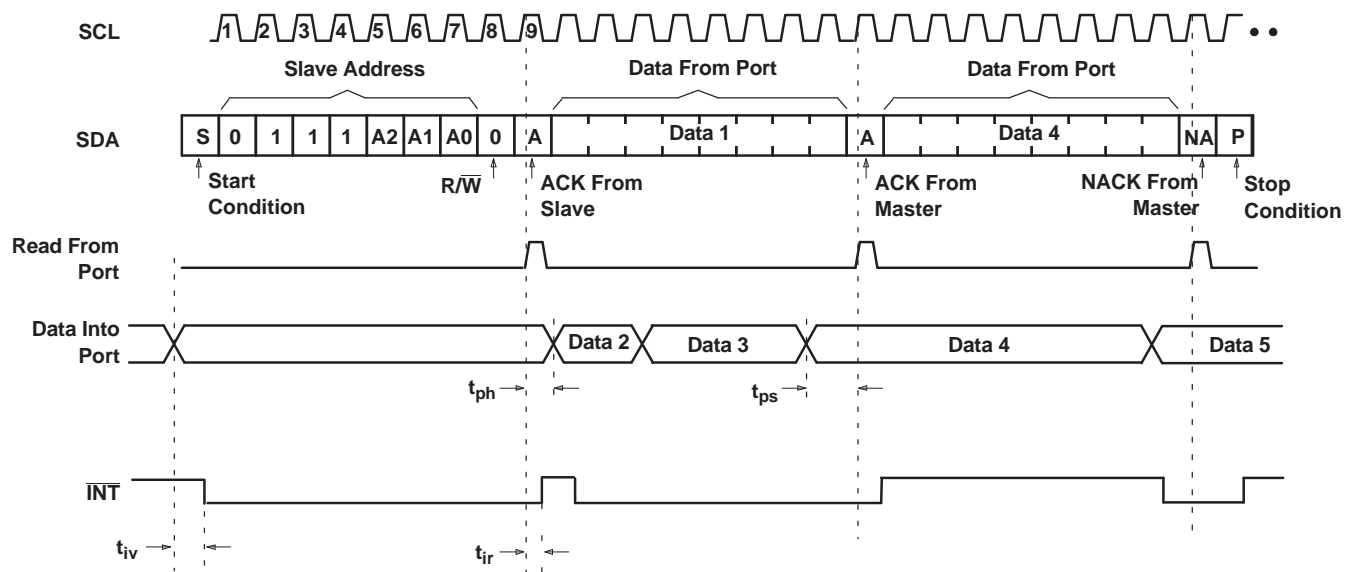 SCL 1 2 3 4 5 6 7 8 9
Slave Address Data From Port Data From Port
SDA S 0 1 1 1 A2 A1 A0 0 A Data 1 A Data 4 NA P
Start
Condition
R/W
ACK From
Slave
ACK From
Master
NACK From
Master
Stop
Condition
Read From
Port
Data Into
Port
Data 2 Data 3 Data 4 Data 5
tph tps
INT
tiv tir